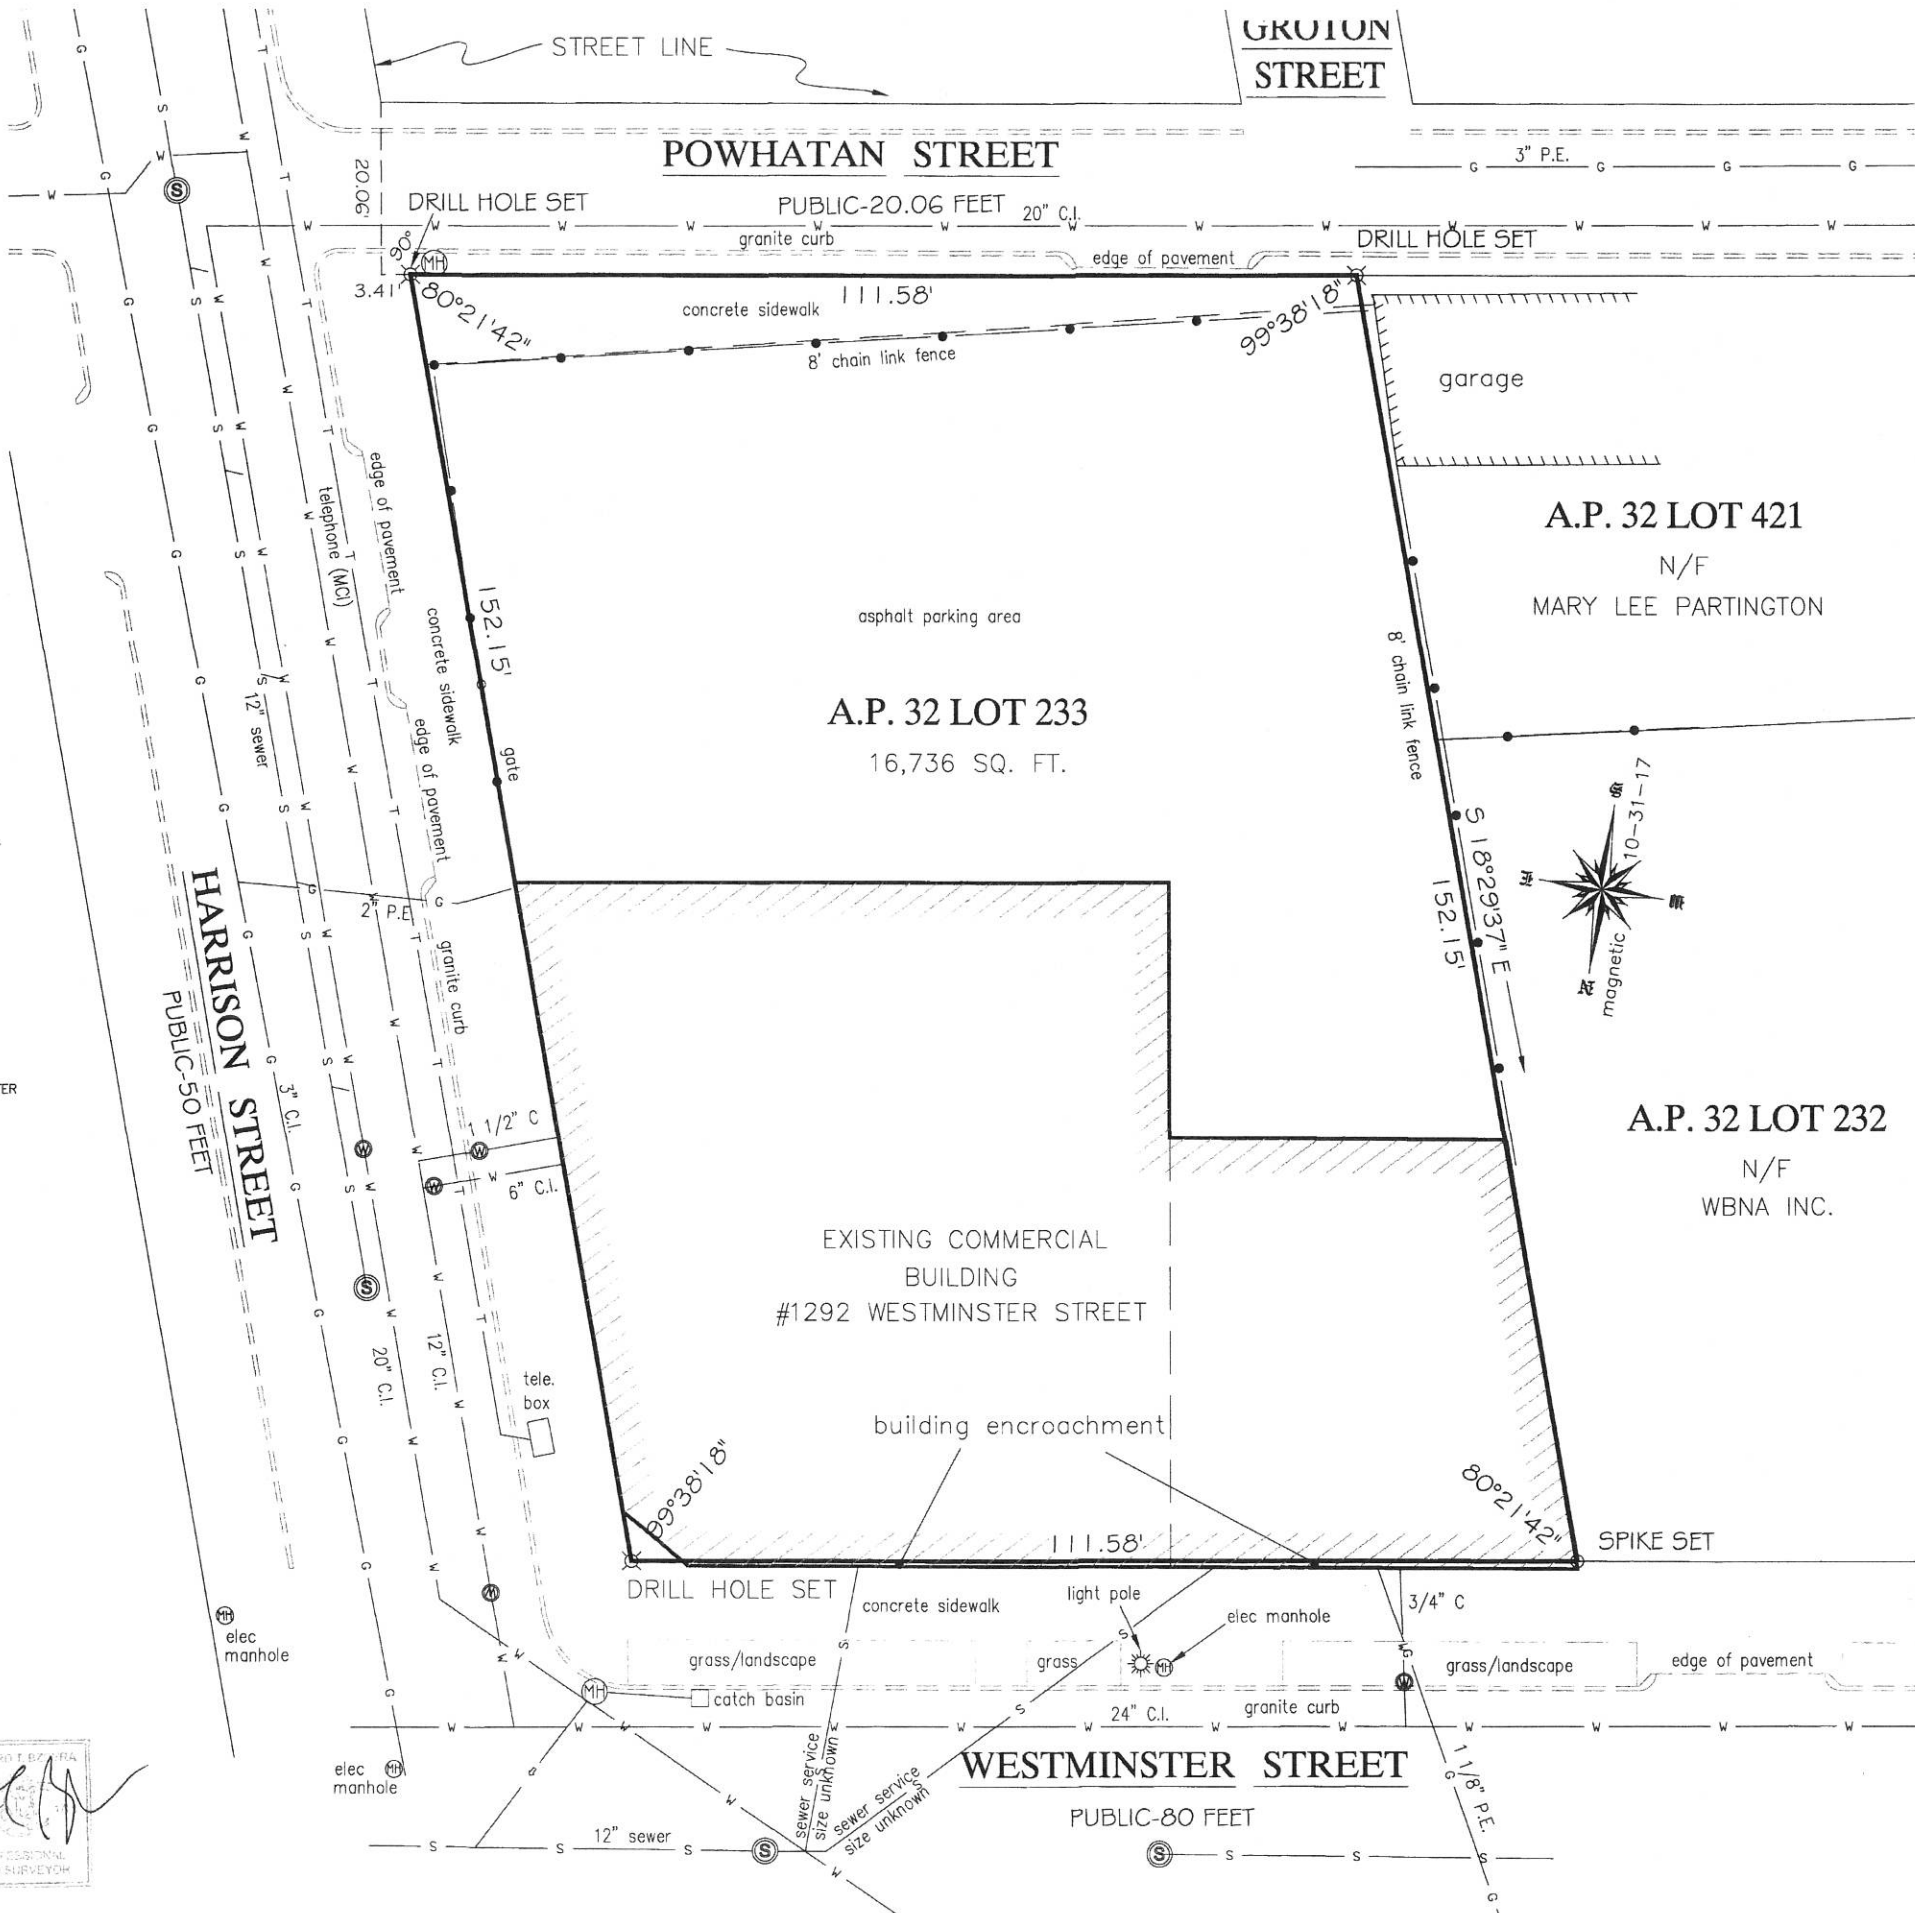 GROTON
STREET
STREET LINE
POWHATAN STREET
PUBLIC-20.06 FEET
20" C.I.
3" P.E.
20.06'
DRILL HOLE SET
granite curb
edge of pavement
DRILL HOLE SET
90°
MH
3.41'
80°21'42"
111.58'
99°38'18"
concrete sidewalk
8' chain link fence
garage
A.P. 32 LOT 421
N/F
MARY LEE PARTINGTON
edge of pavement
telephone (MCI)
concrete sidewalk
152.15'
asphalt parking area
8' chain link fence
12" sewer
A.P. 32 LOT 233
16,736 SQ. FT.
gate
edge of pavement
S 18°29'37" E
152.15'
10-31-17
magnetic
HARRISON STREET
PUBLIC-50 FEET
2" P.E.
granite curb
3" C.I.
ER
1 1/2" C
6" C.I.
A.P. 32 LOT 232
N/F
WBNA INC.
EXISTING COMMERCIAL
BUILDING
#1292 WESTMINSTER STREET
20" C.I.
12" C.I.
tele.
box
building encroachment
99°38'18"
80°21'42"
111.58'
SPIKE SET
DRILL HOLE SET
concrete sidewalk
light pole
elec manhole
3/4" C
MH
elec
manhole
grass/landscape
grass
MH
grass/landscape
edge of pavement
MH
catch basin
24" C.I.
granite curb
WESTMINSTER STREET
PUBLIC-80 FEET
elec
manhole
MH
sewer service
size unknown
sewer service
size unknown
1 1/8" P.E.
12" sewer
SURVEYOR